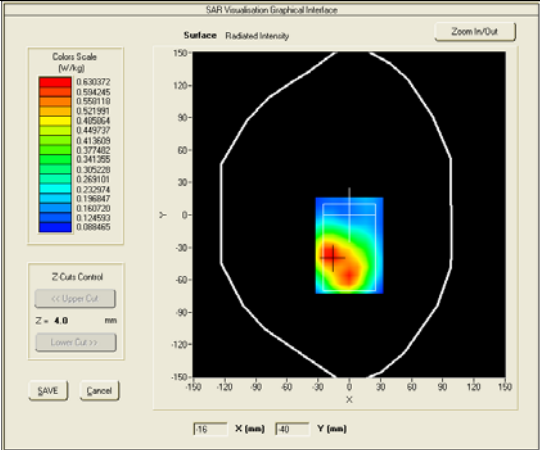 SAR Visualisation Graphical Interface
Surface Radiated Intensity
Zoom In/Out
Colors Scale
(W/kg)
0.630372
0.594245
0.558118
0.521991
0.485864
0.449737
0.413609
0.377482
0.341355
0.305228
0.269101
0.232974
0.196847
0.160720
0.124593
0.088465
150
120
90
60
30
0
-30
-60
-90
-120
-150
Y
-150 -120 -90 -60 -30 0 30 60 90 120 150
X
Z-Cuts Control
<< Upper Cut
Z = 4.0 mm
Lower Cut >>
SAVE Cancel
-16 X (mm) -40 Y (mm)